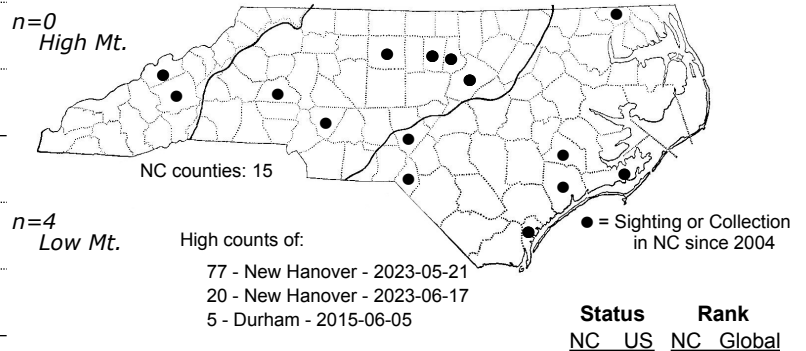 n=0
High Mt.
NC counties: 15
n=4
Low Mt.
High counts of:
77 - New Hanover - 2023-05-21
20 - New Hanover - 2023-06-17
5 - Durham - 2015-06-05
● = Sighting or Collection
in NC since 2004
Status Rank
NC US NC Global